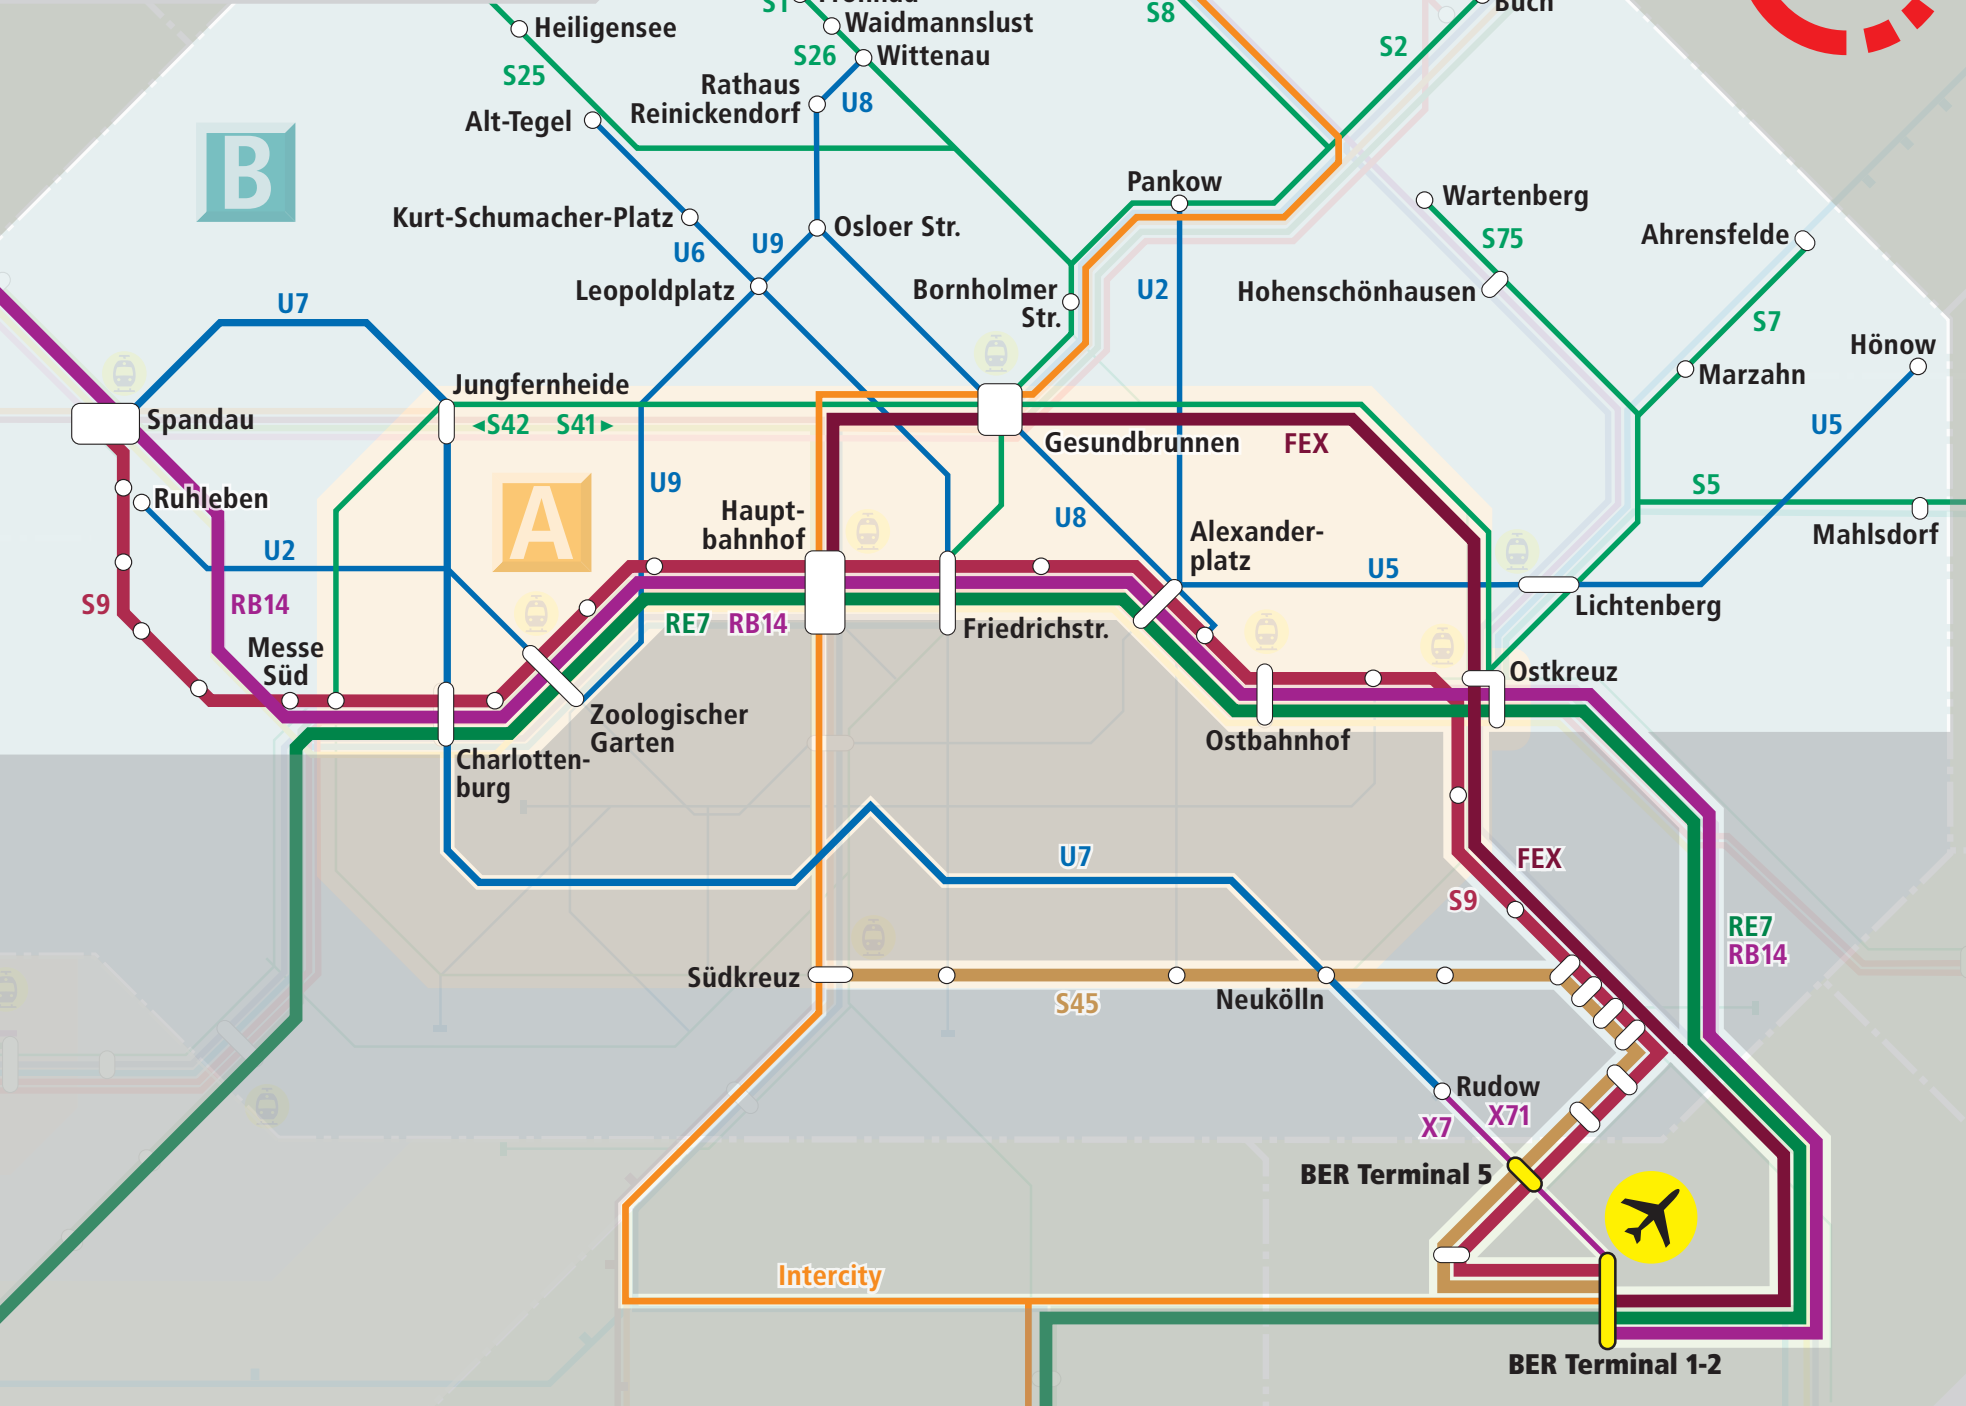 S1
Waidmannslust
S8
Buch
Heiligensee
S26
Wittenau
S2
S25
Rathaus
Reinickendorf
U8
Alt-Tegel
B
Pankow
Wartenberg
Kurt-Schumacher-Platz
U6
U9
Osloer Str.
S75
Ahrensfelde
Leopoldplatz
Bornholmer
Str.
U2
Hohenschönhausen
U7
S7
Hönow
Jungfernheide
Marzahn
Spandau
◄S42
S41►
Gesundbrunnen
FEX
U5
Ruhleben
U9
A
Haupt-
bahnhof
U8
Alexander-
platz
S5
Mahlsdorf
U2
U5
S9
RB14
RE7
RB14
Friedrichstr.
Lichtenberg
Messe
Süd
Ostkreuz
Zoologischer
Garten
Ostbahnhof
Charlotten-
burg
U7
FEX
S9
RE7
RB14
Südkreuz
S45
Neukölln
Rudow
X7
X71
BER Terminal 5
Intercity
BER Terminal 1-2